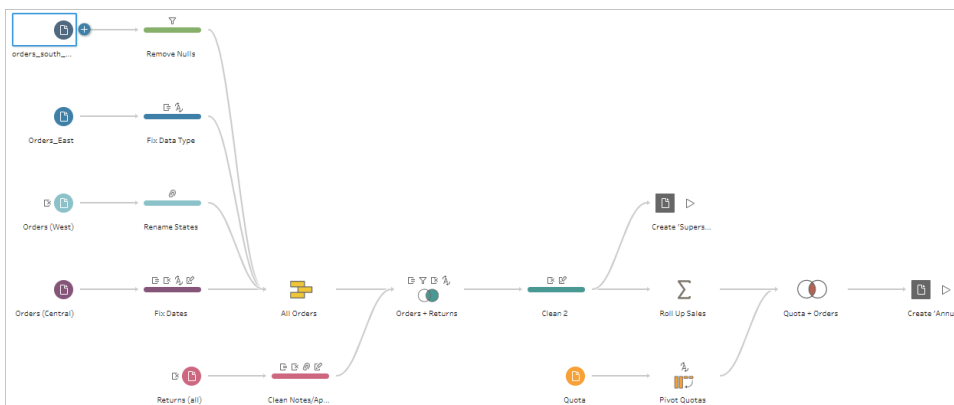 orders_south_...
Remove Nulls
Orders_East
Fix Data Type
Create 'Supers...
Orders (West)
Rename States
Orders (Central)
Fix Dates
All Orders
Orders + Returns
Clean 2
Roll Up Sales
Quota + Orders
Create 'Annu
Returns (all)
Clean Notes/Ap...
Quota
Pivot Quotas